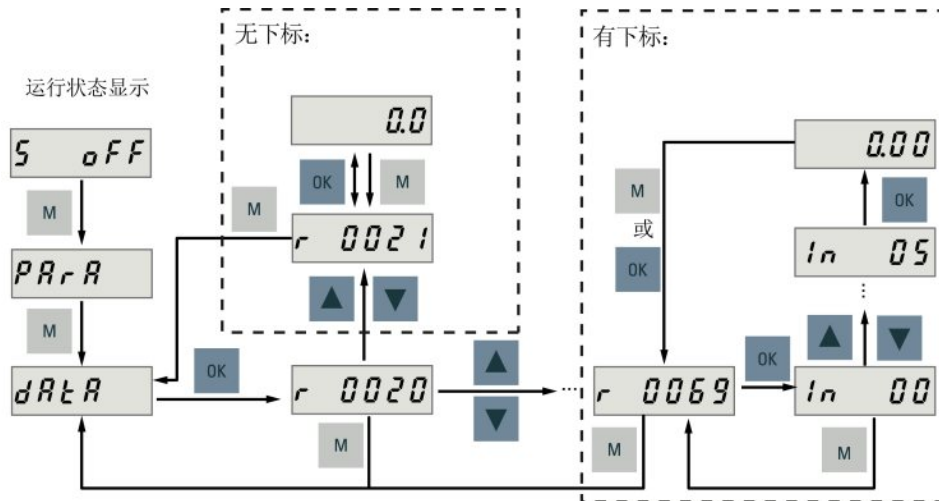 无下标:
有下标:
运行状态显示
S oFF
0.0
0.00
M
OK
M
M
M
OK
r 0021
In 05
PArA
或
OK
M
⋮
▲ ▼
▲ ▼
dAtA
OK
r 0020
▲
▼
...
r 0069
OK
In 00
M
M
M